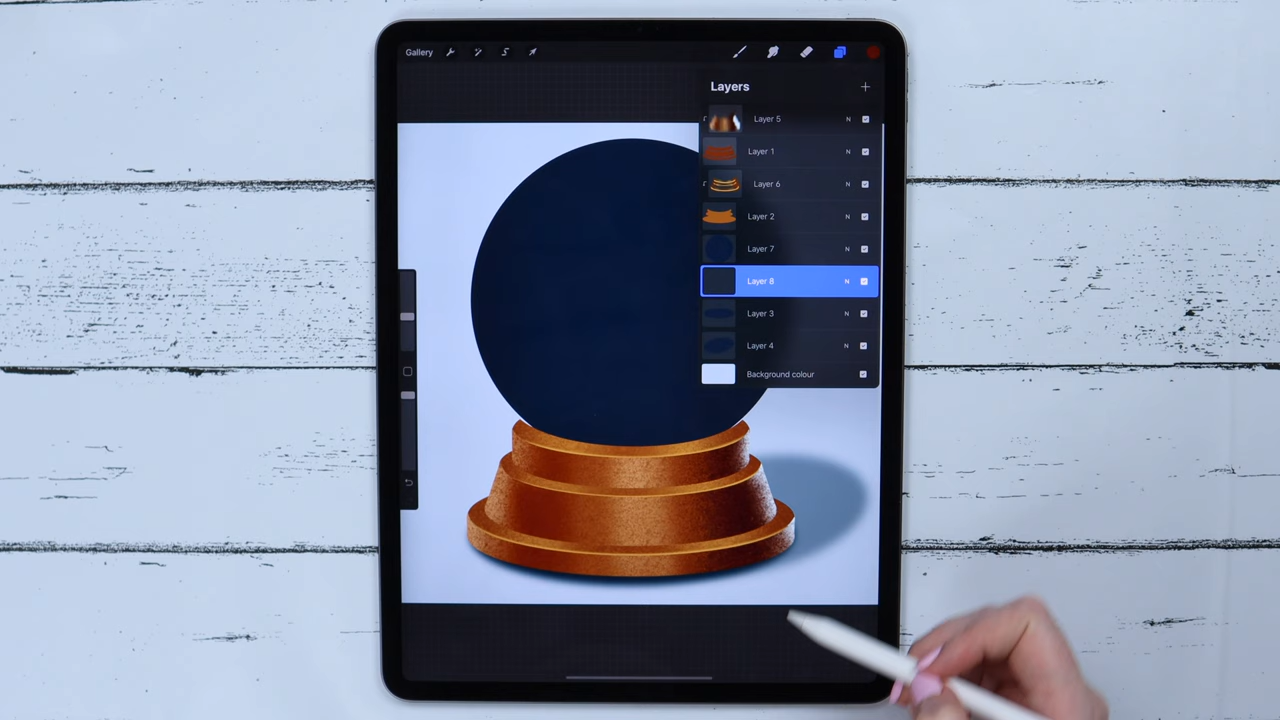 Gallery
Layers
Layer 5 N
Layer 1 N
Layer 6 N
Layer 2 N
Layer 7 N
Layer 8 N
Layer 3 N
Layer 4 N
Background colour